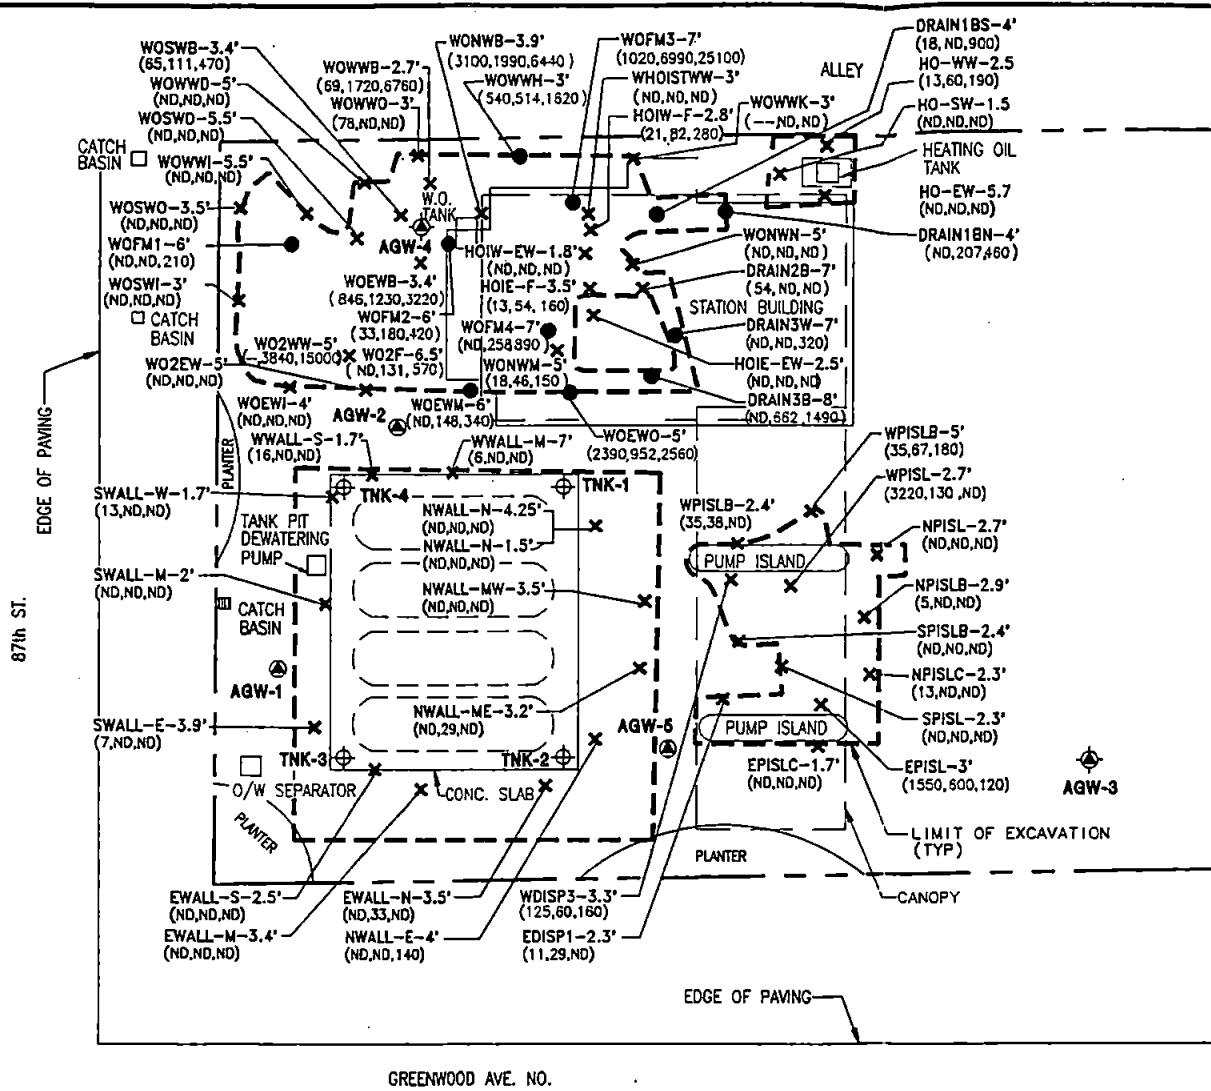 DRAIN1BS-4'
(18,ND,900)
WOSWB-3.4'
(65,111,470)
WONWB-3.9'
(3100,1990,6440)
WOFM3-7'
(1020,6990,25100)
HO-WW-2.5
(13,60,190)
WOWWB-2.7'
(69,1720,6760)
WOWWH-3'
(540,514,1620)
WHOISTWW-3'
(ND,ND,ND)
ALLEY
WOWWD-5'
(ND,ND,ND)
WOWWO-3'
(78,ND,ND)
HOIW-F-2.8'
(21,82,280)
WOWWK-3'
(--ND,ND)
HO-SW-1.5
(ND,ND,ND)
WOSWD-5.5'
(ND,ND,ND)
CATCH
BASIN
WOWWI-5.5'
(ND,ND,ND)
HEATING OIL
TANK
W.O.
TANK
HO-EW-5.7
(ND,ND,ND)
WOSWO-3.5'
(ND,ND,ND)
AGW-4
WOFM1-6'
(ND,ND,210)
HOIW-EW-1.8'
(ND,ND,ND)
WONWN-5'
(ND,ND,ND)
DRAIN1BN-4'
(ND,207,460)
WOSWI-3'
(ND,ND,ND)
WOEWB-3.4'
(846,1230,3220)
HOIE-F-3.5'
(13,54,160)
DRAIN2B-7'
(54,ND,ND)
STATION BUILDING
CATCH
BASIN
WOFM2-6'
(33,180,420)
WOFM4-7'
(ND,258,890)
DRAIN3W-7'
(ND,ND,320)
WO2WW-5'
(--,3840,15000)
WO2F-6.5'
(ND,131,570)
WONWM-5'
(18,46,150)
HOIE-EW-2.5'
(ND,ND,ND)
WO2EW-5'
(ND,ND,ND)
WOEWI-4'
(ND,ND,ND)
AGW-2
WOEWM-6'
(ND,148,340)
DRAIN3B-8'
(ND,662,1490)
EDGE OF PAVING
PLANTER
WWALL-S-1.7'
(16,ND,ND)
WWALL-M-7'
(6,ND,ND)
WOEWO-5'
(2390,952,2560)
WPISLB-5'
(35,67,180)
SWALL-W-1.7'
(13,ND,ND)
TNK-4
TNK-1
WPISL-2.7'
(3220,130,ND)
TANK PIT
DEWATERING
PUMP
NWALL-N-4.25'
(ND,ND,ND)
WPISLB-2.4'
(35,38,ND)
NPISL-2.7'
(ND,ND,ND)
NWALL-N-1.5'
(ND,ND,ND)
PUMP ISLAND
SWALL-M-2'
(ND,ND,ND)
NWALL-MW-3.5'
(ND,ND,ND)
NPISLB-2.9'
(5,ND,ND)
87th ST.
CATCH
BASIN
SPISLB-2.4'
(ND,ND,ND)
AGW-1
NPISLC-2.3'
(13,ND,ND)
SWALL-E-3.9'
(7,ND,ND)
NWALL-ME-3.2'
(ND,29,ND)
AGW-5
PUMP ISLAND
SPISL-2.3'
(ND,ND,ND)
TNK-3
TNK-2
EPISLC-1.7'
(ND,ND,ND)
EPISL-3'
(1550,600,120)
AGW-3
O/W SEPARATOR
CONC. SLAB
PLANTER
LIMIT OF EXCAVATION
(TYP)
PLANTER
EWALL-S-2.5'
(ND,ND,ND)
EWALL-N-3.5'
(ND,33,ND)
WDISP3-3.3'
(125,60,160)
CANOPY
EWALL-M-3.4'
(ND,ND,ND)
NWALL-E-4'
(ND,ND,140)
EDISP1-2.3'
(11,29,ND)
EDGE OF PAVING
GREENWOOD AVE. NO.